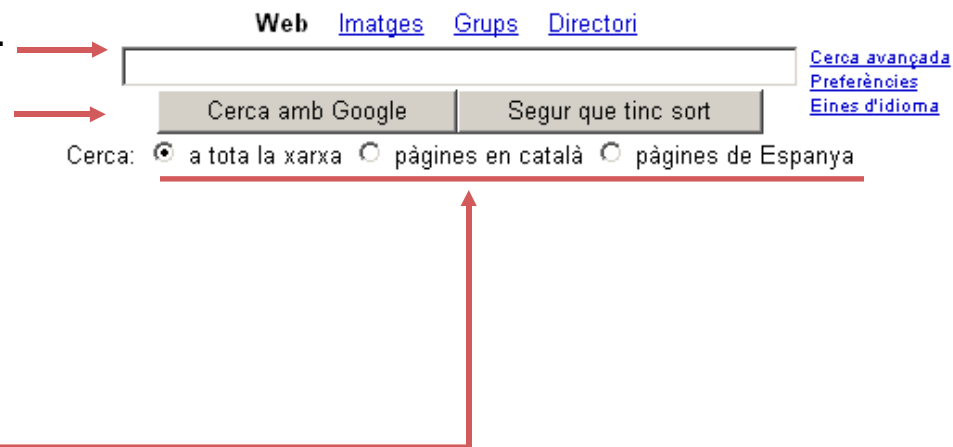 Web Imatges Grups Directori
Cerca avançada
Preferències
Eines d'idioma
Cerca amb Google Segur que tinc sort
Cerca: a tota la xarxa pàgines en català pàgines de Espanya